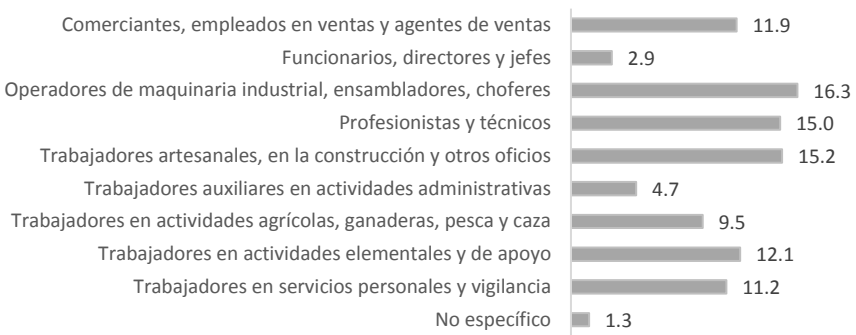 Comerciantes, empleados en ventas y agentes de ventas 11.9
Funcionarios, directores y jefes 2.9
Operadores de maquinaria industrial, ensambladores, choferes 16.3
Profesionistas y técnicos 15.0
Trabajadores artesanales, en la construcción y otros oficios 15.2
Trabajadores auxiliares en actividades administrativas 4.7
Trabajadores en actividades agrícolas, ganaderas, pesca y caza 9.5
Trabajadores en actividades elementales y de apoyo 12.1
Trabajadores en servicios personales y vigilancia 11.2
No específico 1.3